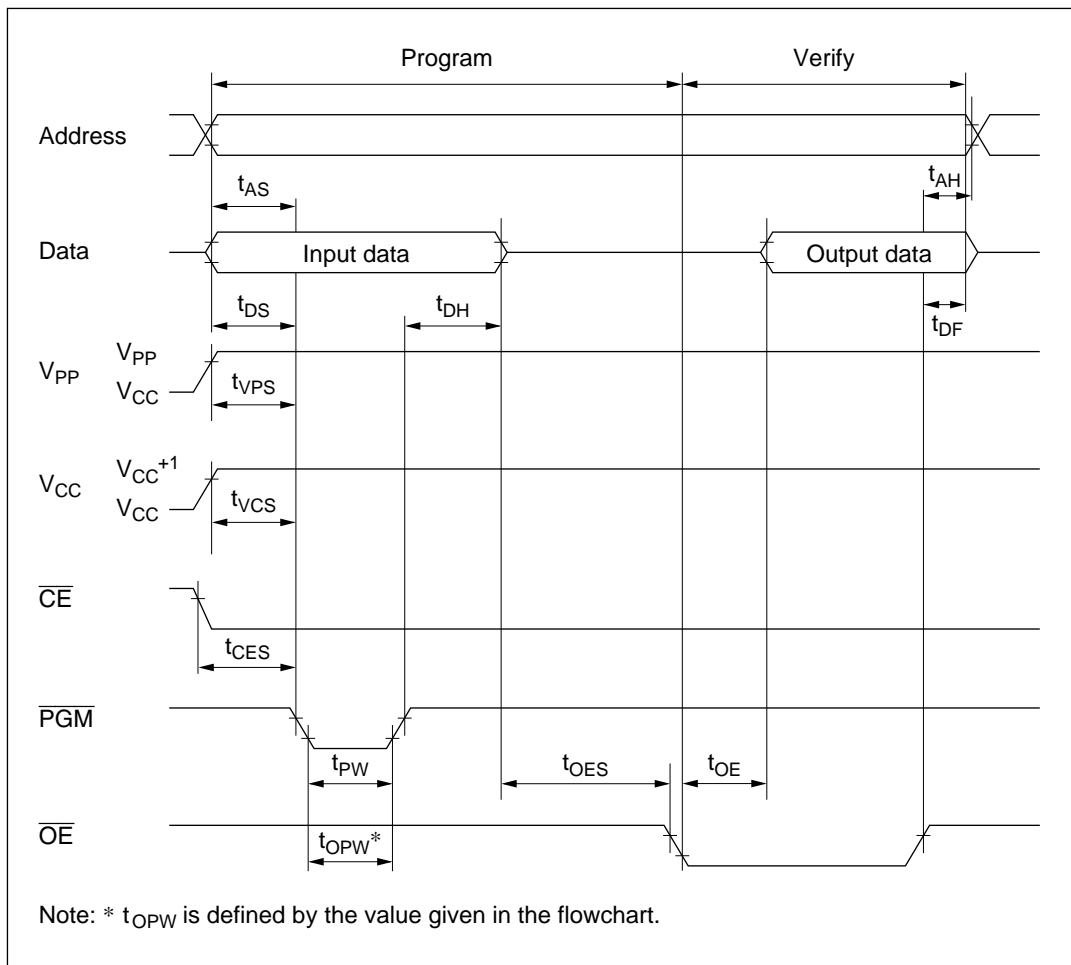 Program Verify
Address
tAH
tAS
Data Input data Output data
tDS tDH
tDF
VPP VPP
VCC tVPS
VCC VCC+1
VCC tVCS
CE
tCES
PGM
tPW tOES tOE
OE
tOPW*
Note: * tOPW is defined by the value given in the flowchart.